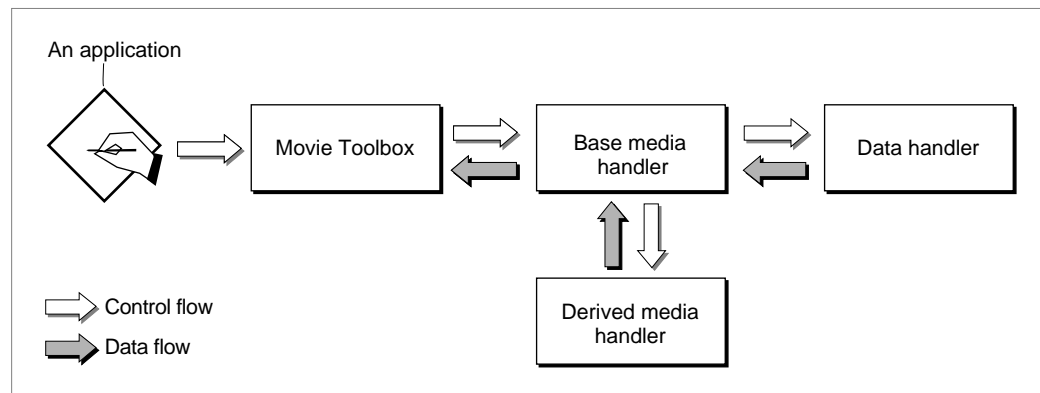 An application
Movie Toolbox
Base media
handler
Data handler
Derived media
handler
Control flow
Data flow